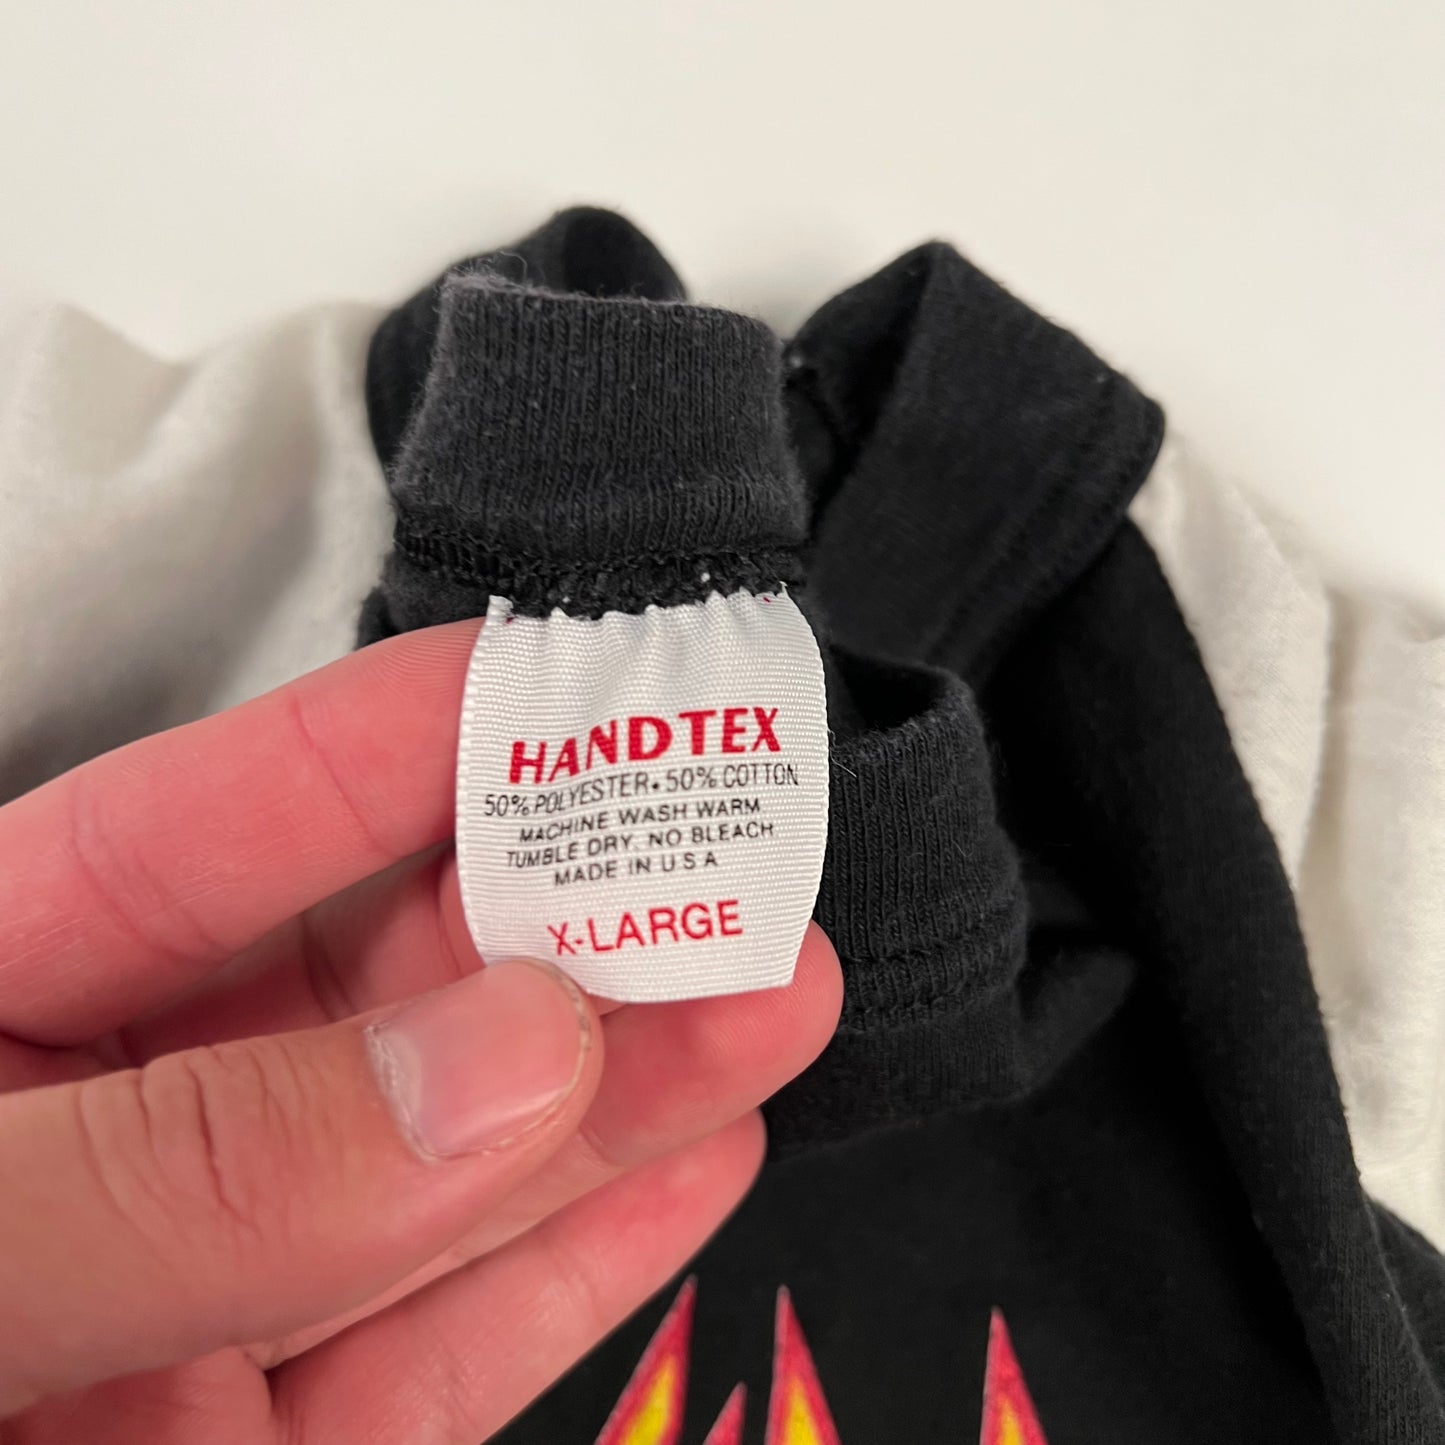 HANDTEX
50% POLYESTER • 50% COTTON
MACHINE WASH WARM
TUMBLE DRY. NO BLEACH
MADE IN U S A
X-LARGE